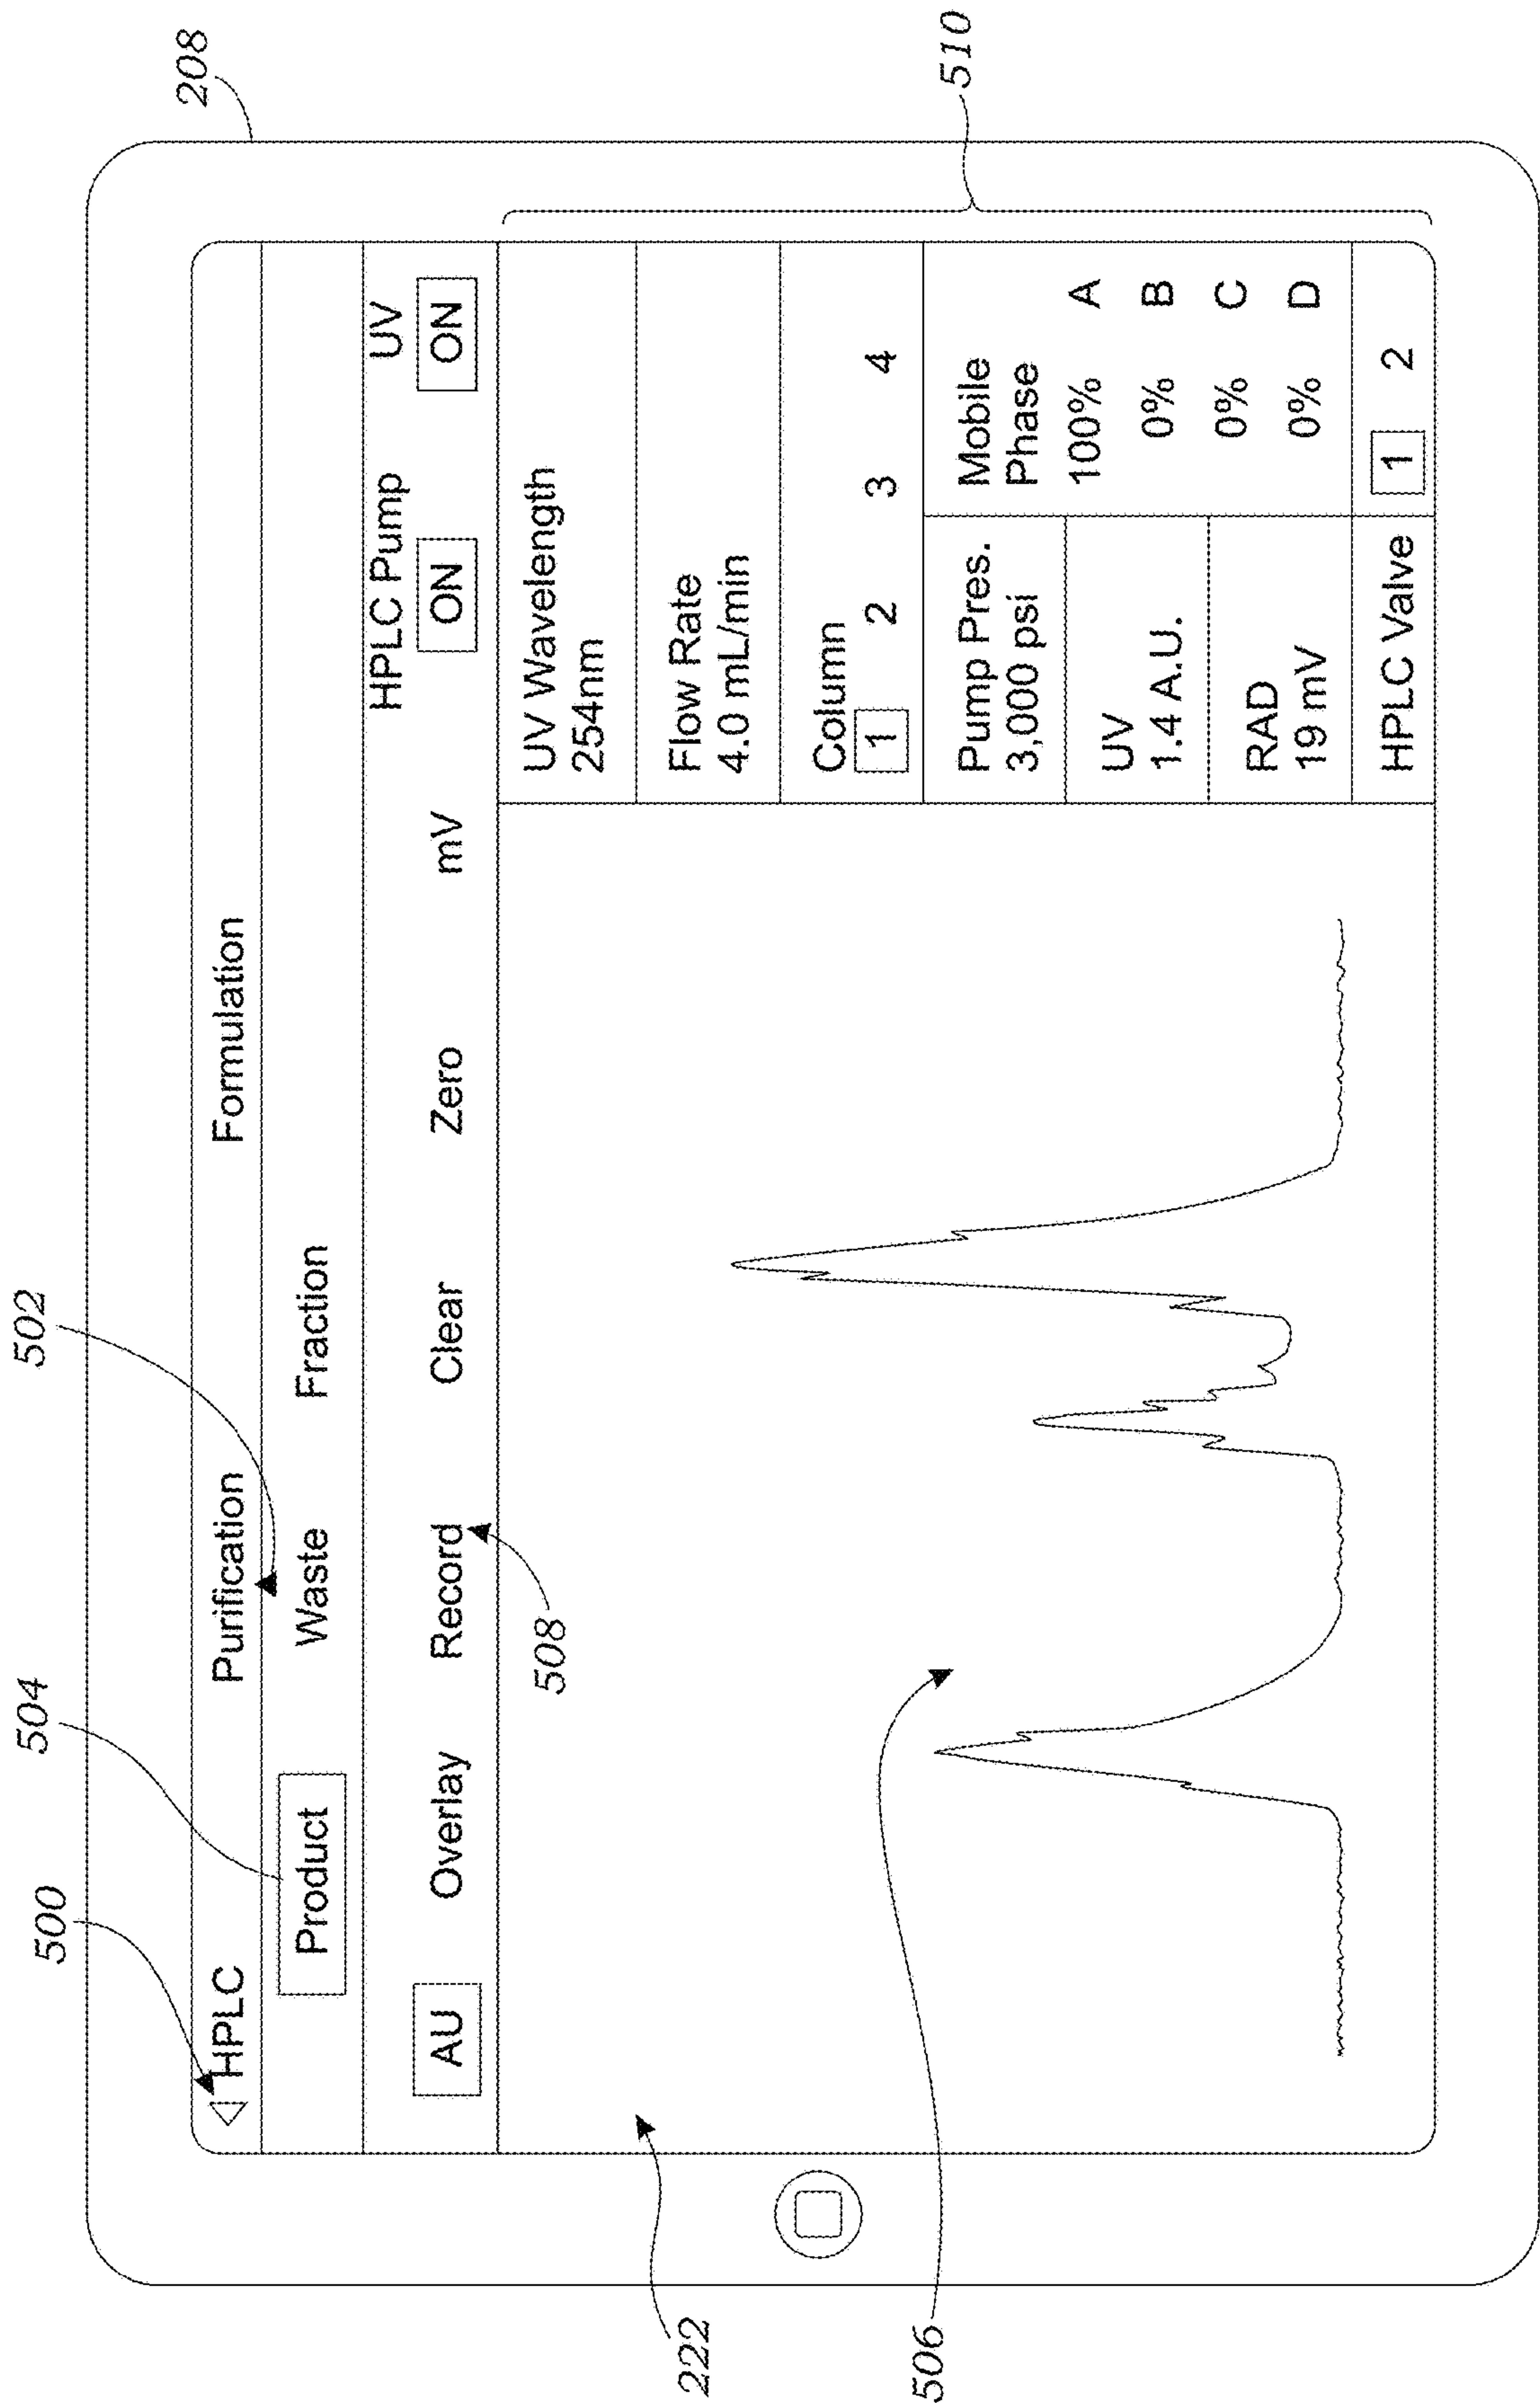 208
502
504
500
HPLC Purification Formulation
Product Waste Fraction
HPLC Pump UV
AU Overlay Record Clear Zero mV ON ON
508
510
222
506
UV Wavelength
254nm
Flow Rate
4.0 mL/min
Column
1 2 3 4
Pump Pres.
3,000 psi
UV
1.4 A.U.
RAD
19 mV
Mobile
Phase
100% A
0% B
0% C
0% D
HPLC Valve 1 2